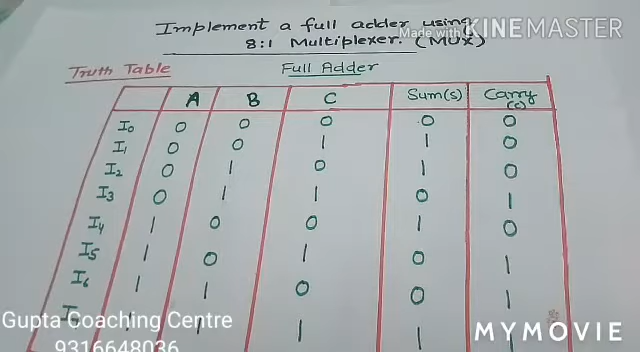 Implement a full adder using
8:1 Multiplexer. (MUX)
Made with KINEMASTER
Truth Table Full Adder
A B C Sum(s) Carry (c)
I0 0 0 0 0 0
I1 0 0 1 1 0
I2 0 1 0 1 0
I3 0 1 1 0 1
I4 1 0 0 1 0
I5 1 0 1 0 1
I6 1 1 0 0 1
1 1 1 1 1
Gupta Coaching Centre
9316648036
MYMOVIE